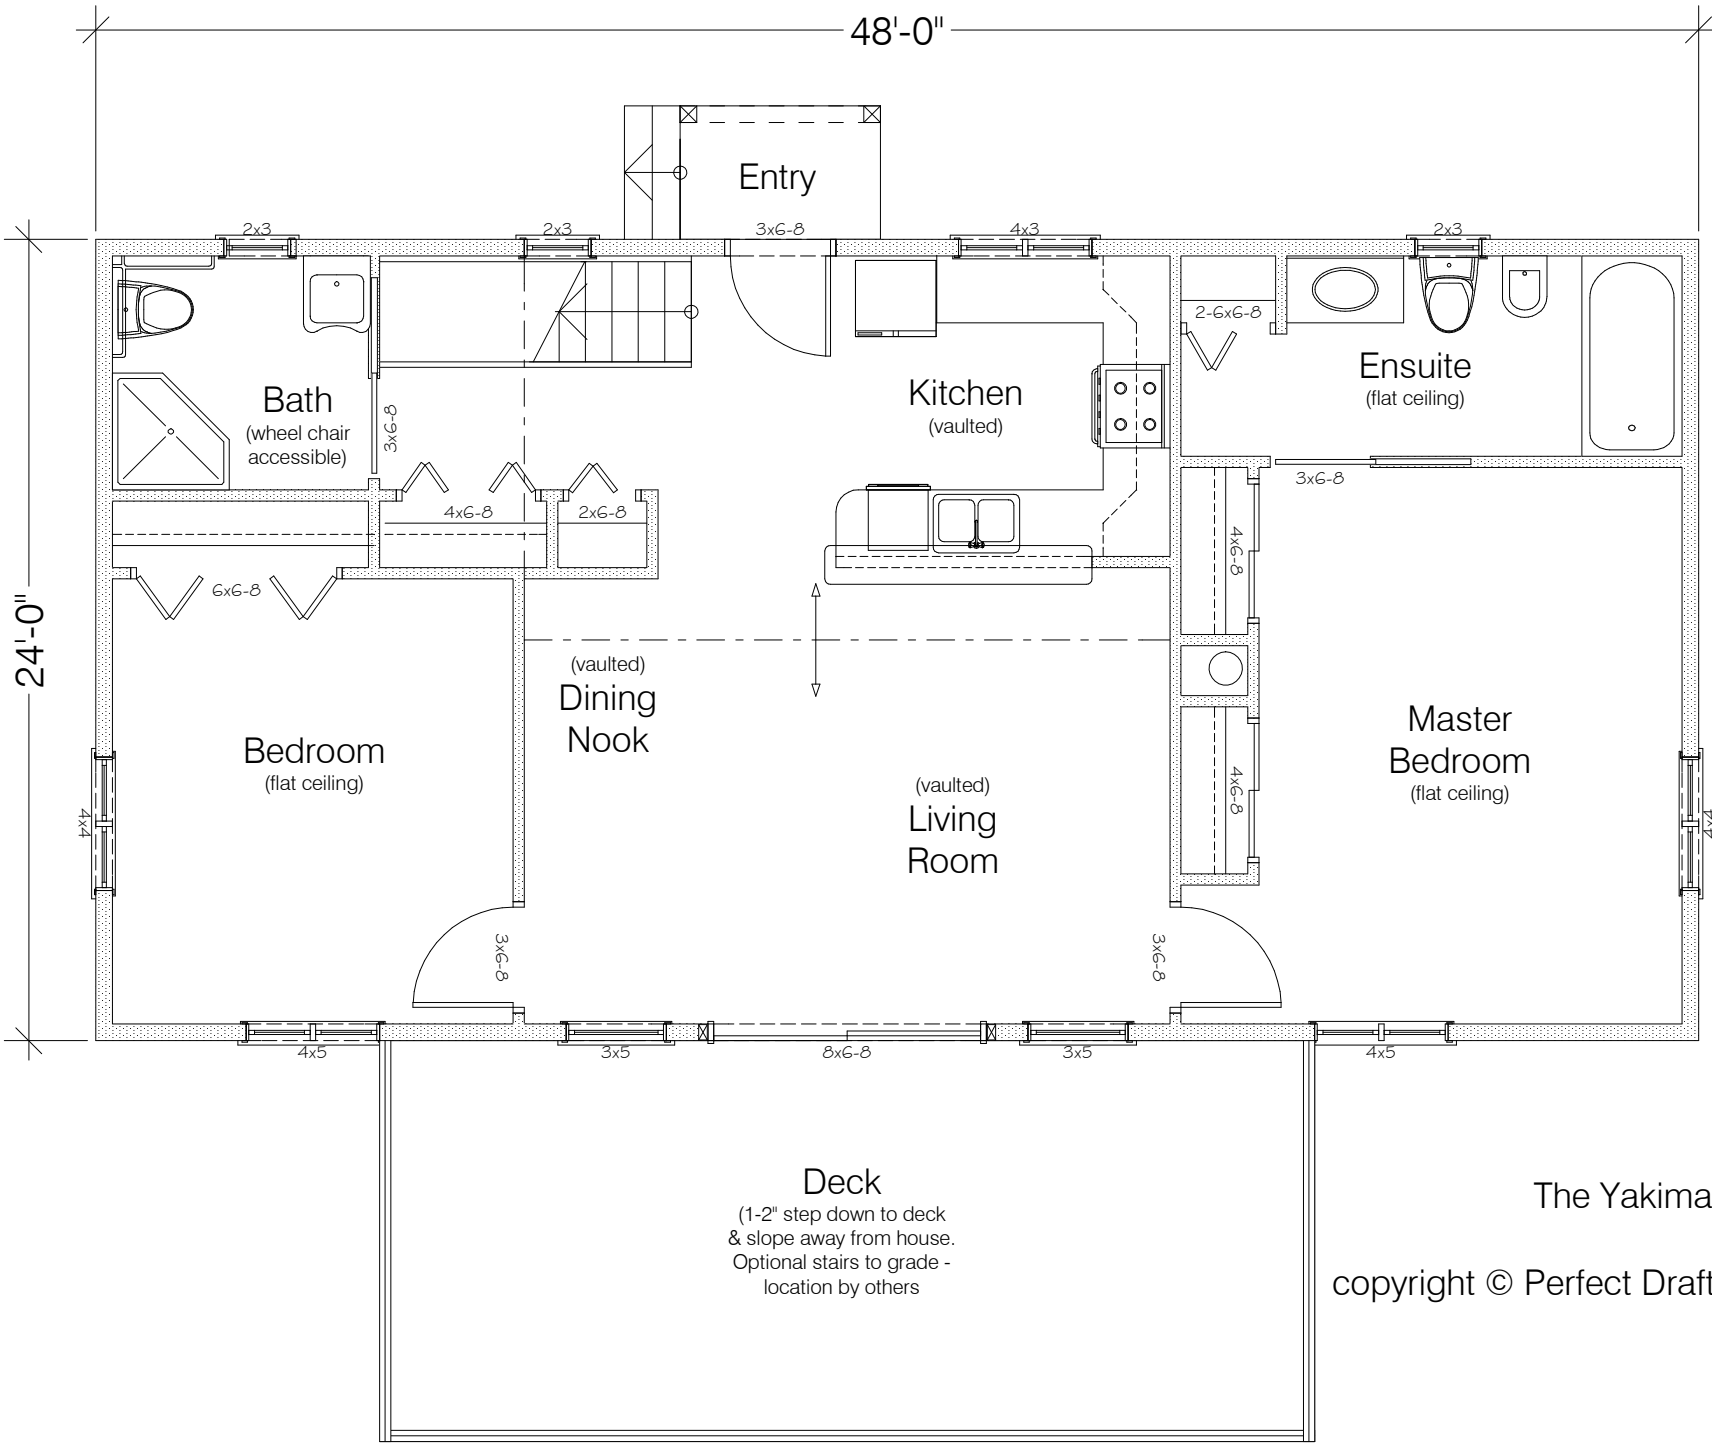 48'-0"
Entry
2x3
2x3
3x6-8
4x3
2x3
2-6x6-8
Ensuite
(flat ceiling)
Kitchen
(vaulted)
Bath
(wheel chair
accessible)
3x6-8
3x6-8
4x6-8
2x6-8
4x6-8
6x6-8
24'-0"
(vaulted)
Dining
Nook
Bedroom
(flat ceiling)
(vaulted)
Living
Room
Master
Bedroom
(flat ceiling)
4x6-8
4x4
4x4
3x6-8
3x6-8
4x5
3x5
8x6-8
3x5
4x5
Deck
(1-2" step down to deck
& slope away from house.
Optional stairs to grade -
location by others
The Yakima
copyright © Perfect Draft